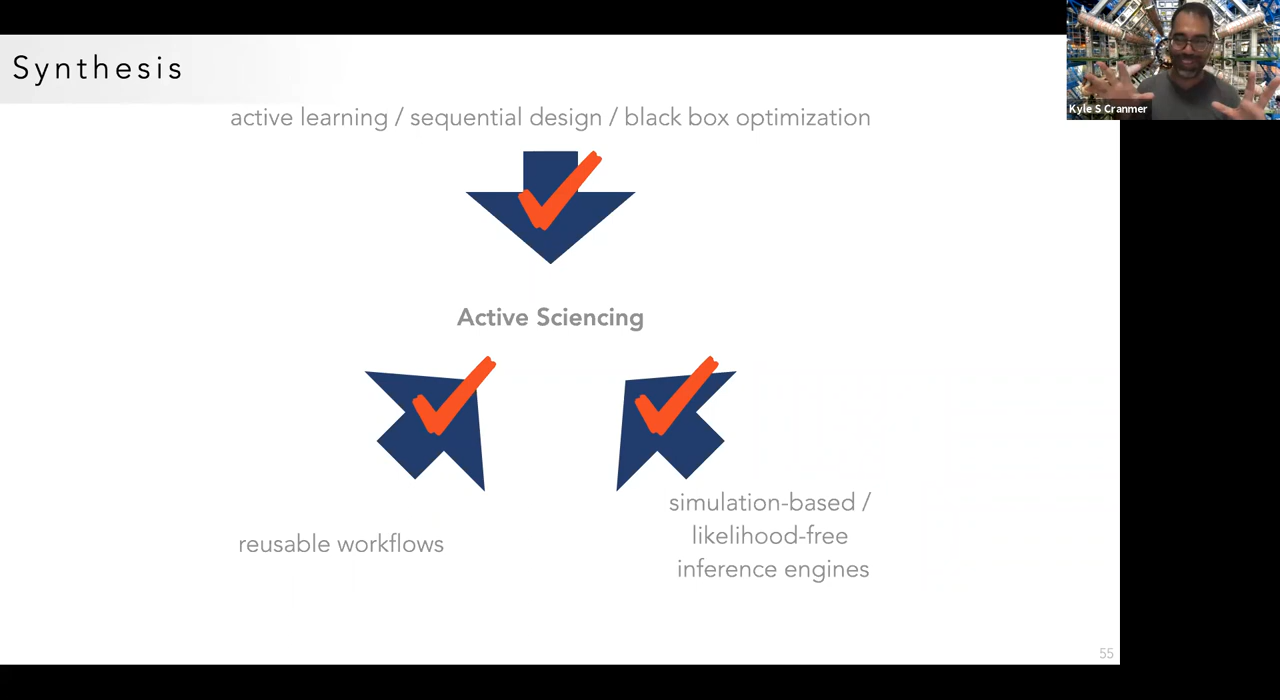 Synthesis
Kyle S Cranmer
active learning / sequential design / black box optimization
Active Sciencing
reusable workflows
simulation-based /
likelihood-free
inference engines
55